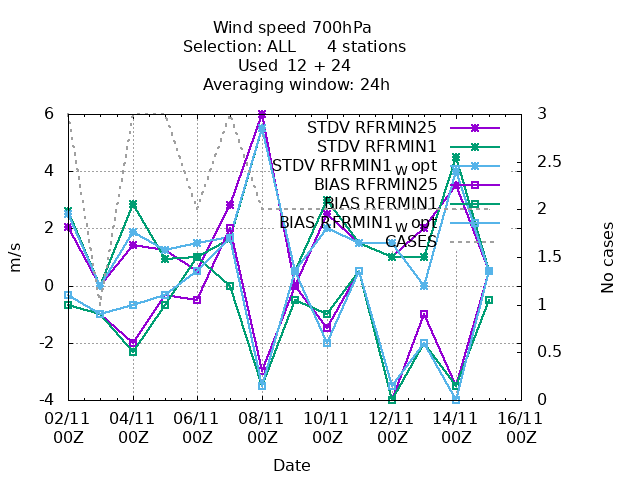 Wind speed 700hPa
Selection: ALL 4 stations
Used 12 + 24
Averaging window: 24h
6
4
2
0
-2
-4
m/s
3
2.5
2
1.5
1
0.5
0
No cases
STDV RFRMIN25
STDV RFRMIN1
STDV RFRMIN1_w opt
BIAS RFRMIN25
BIAS RFRMIN1
BIAS RFRMIN1_w opt
CASES
02/11 04/11 06/11 08/11 10/11 12/11 14/11 16/11
00Z 00Z 00Z 00Z 00Z 00Z 00Z 00Z
Date